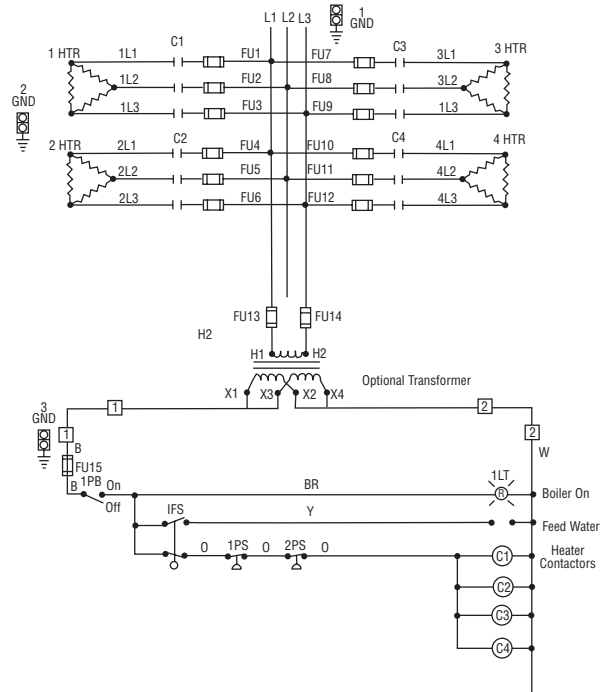 L1 L2 L3 1 GND
1 HTR 1L1 C1 FU1 FU7 C3 3L1 3 HTR
1L2 FU2 FU8 3L2
2 GND
1L3 FU3 FU9 1L3
2 HTR 2L1 C2 FU4 FU10 C4 4L1 4 HTR
2L2 FU5 FU11 4L2
2L3 FU6 FU12 4L3
FU13 FU14
H2
H1 H2
Optional Transformer
X1 X3 X2 X4
1 2
3 GND
1 2
B W
FU15
B 1PB On BR 1LT R Boiler On
Off
IFS Y Feed Water
O 1PS O 2PS O C1 Heater
Contactors
C2
C3
C4